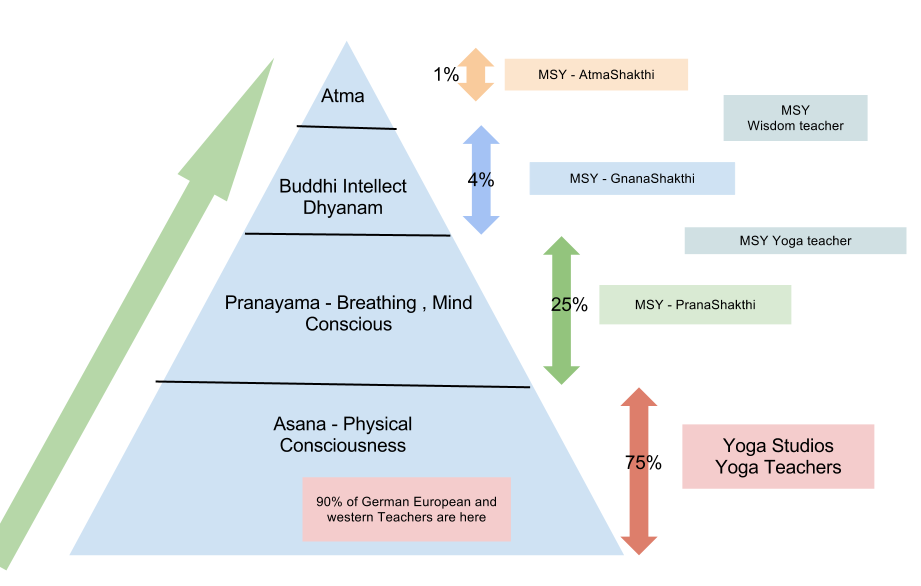 1%
MSY - AtmaShakthi
Atma
MSY
Wisdom teacher
Buddhi Intellect
Dhyanam
4%
MSY - GnanaShakthi
MSY Yoga teacher
Pranayama - Breathing , Mind
Conscious
25%
MSY - PranaShakthi
Asana - Physical
Consciousness
75%
Yoga Studios
Yoga Teachers
90% of German European and
western Teachers are here